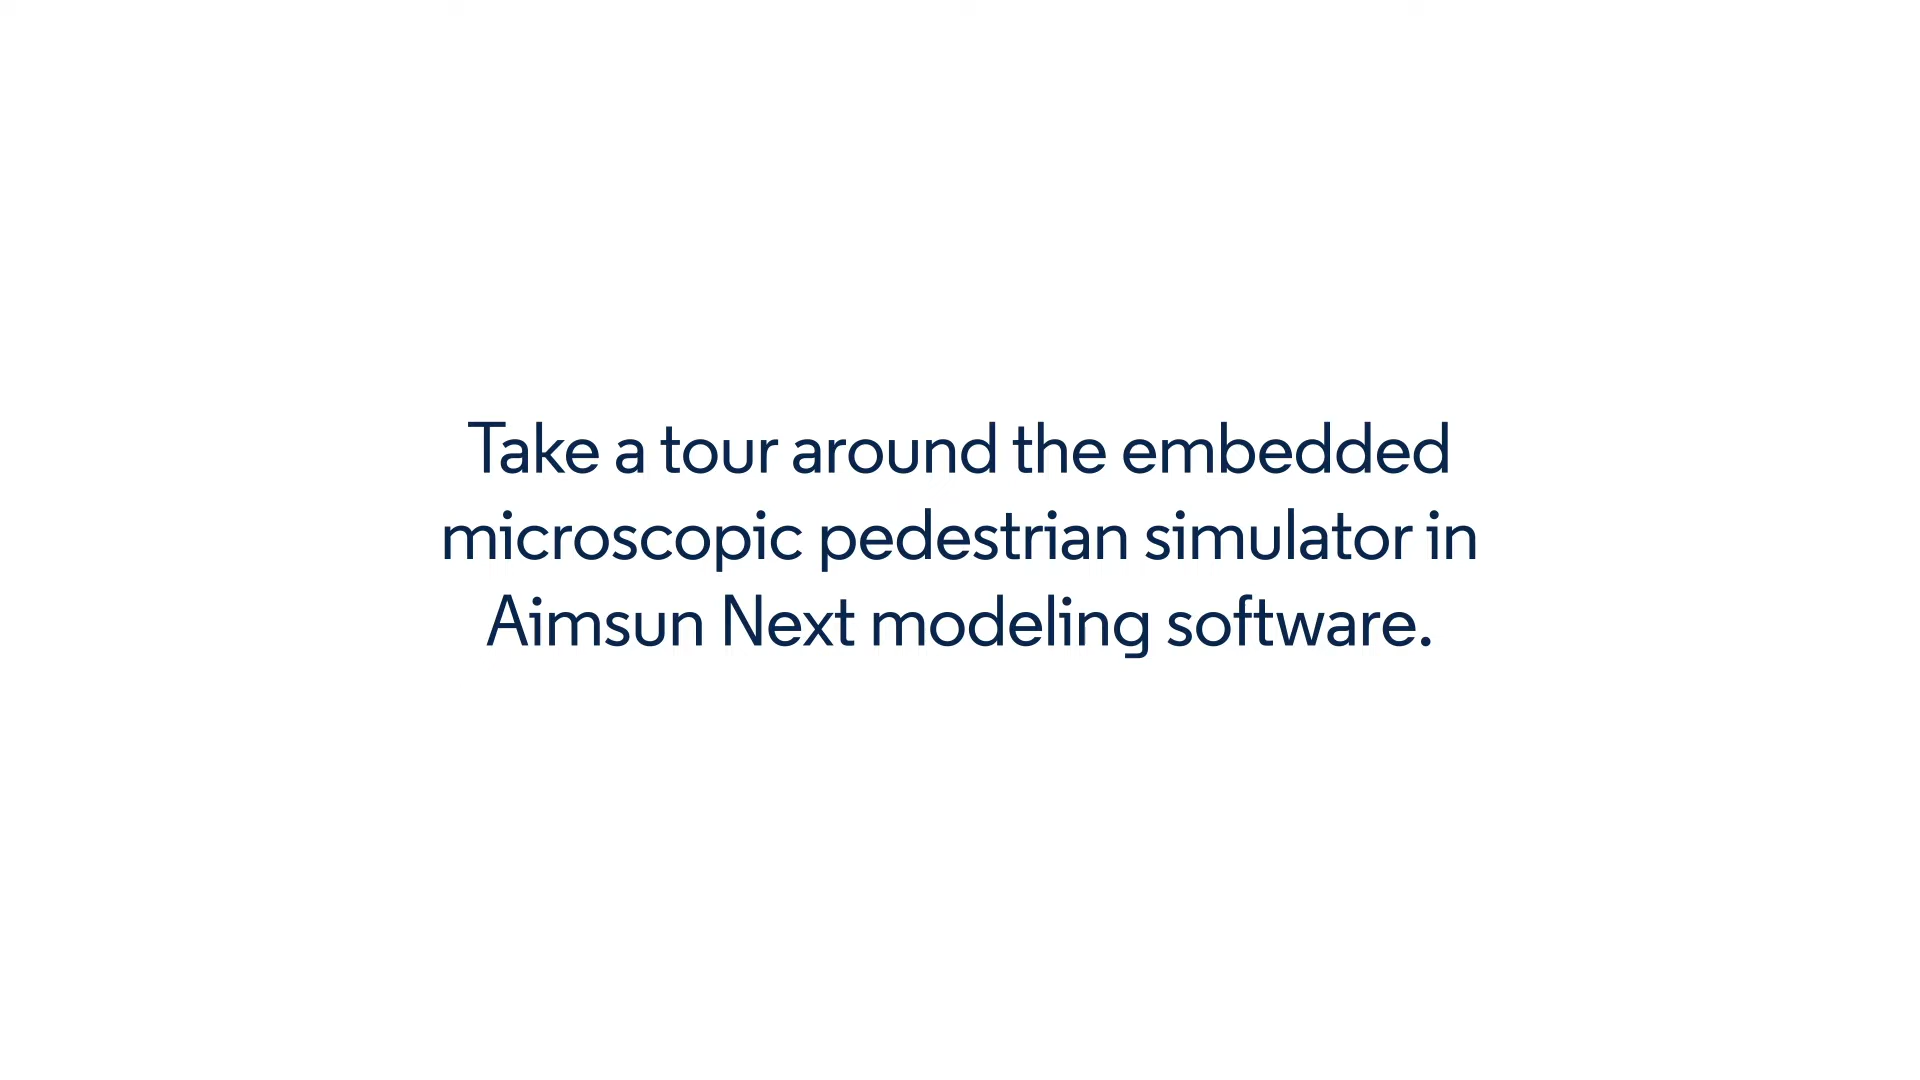 Take a tour around the embedded
microscopic pedestrian simulator in
Aimsun Next modeling software.